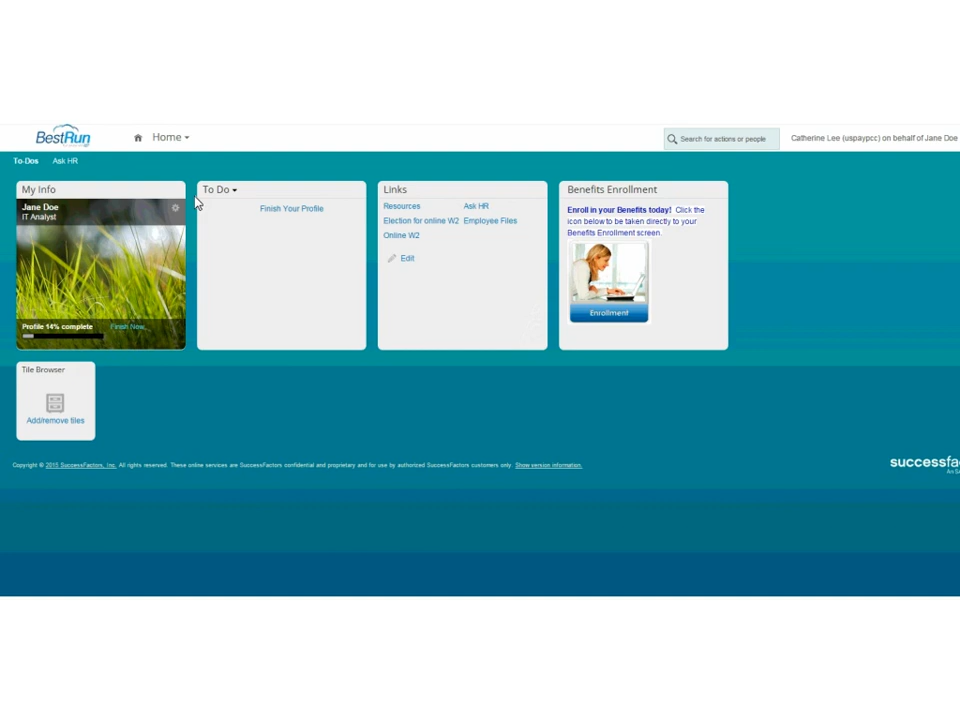 BestRun
Home
Search for actions or people
Catherine Lee (uspaypcc) on behalf of Jane Doe
To-Dos Ask HR
My Info
Jane Doe
IT Analyst
Profile 14% complete Finish Now
To Do
Finish Your Profile
Links
Resources Ask HR
Election for online W2 Employee Files
Online W2
Edit
Benefits Enrollment
Enroll in your Benefits today! Click the
icon below to be taken directly to your
Benefits Enrollment screen.
Enrollment
Tile Browser
Add/remove tiles
Copyright © 2015 SuccessFactors, Inc. All rights reserved. These online services are SuccessFactors confidential and proprietary and for use by authorized SuccessFactors customers only. Show version information.
successfa
An SA